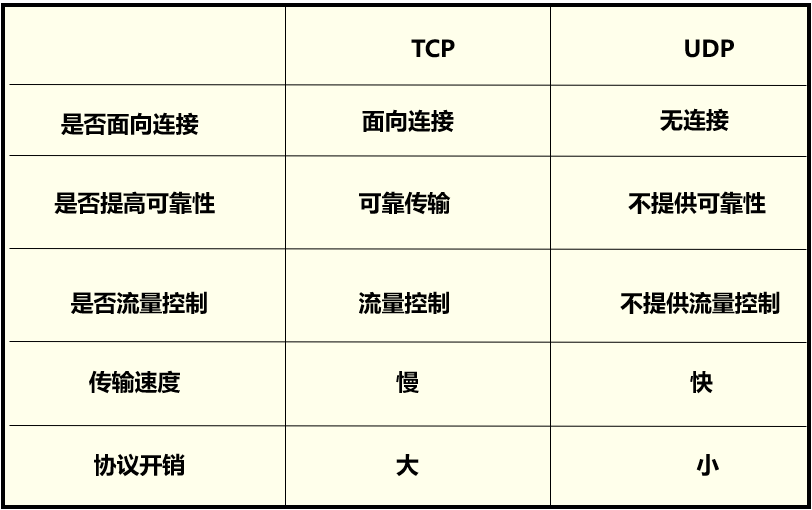 TCP UDP
是否面向连接 面向连接 无连接
是否提高可靠性 可靠传输 不提供可靠性
是否流量控制 流量控制 不提供流量控制
传输速度 慢 快
协议开销 大 小